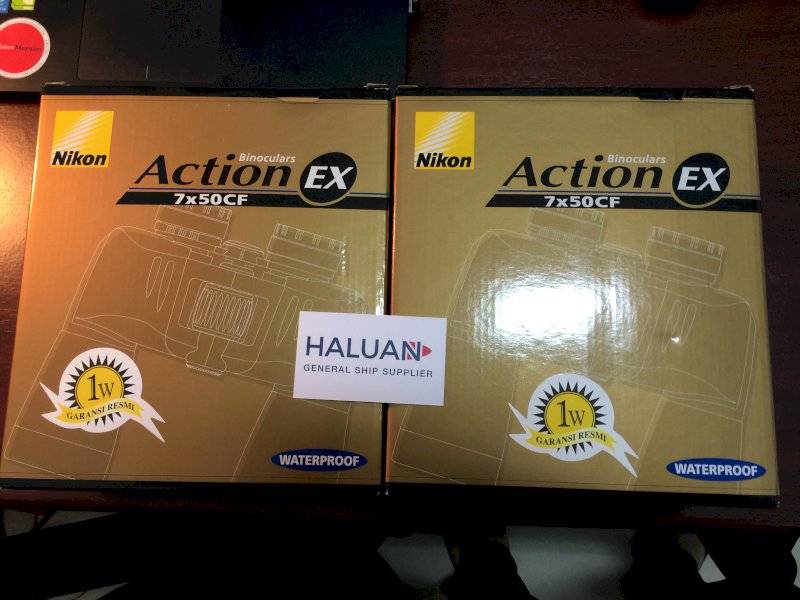 Nikon
Binoculars
Action EX
7x50CF
1W
GARANSI RESMI
WATERPROOF
Nikon
Binoculars
Action EX
7x50CF
1W
GARANSI RESMI
WATERPROOF
HALUAN
GENERAL SHIP SUPPLIER